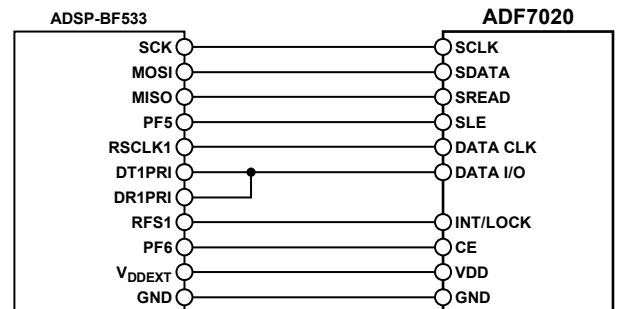 ADSP-BF533 ADF7020
SCK SCLK
MOSI SDATA
MISO SREAD
PF5 SLE
RSCLK1 DATA CLK
DT1PRI DATA I/O
DR1PRI
RFS1 INT/LOCK
PF6 CE
VDDEXT VDD
GND GND